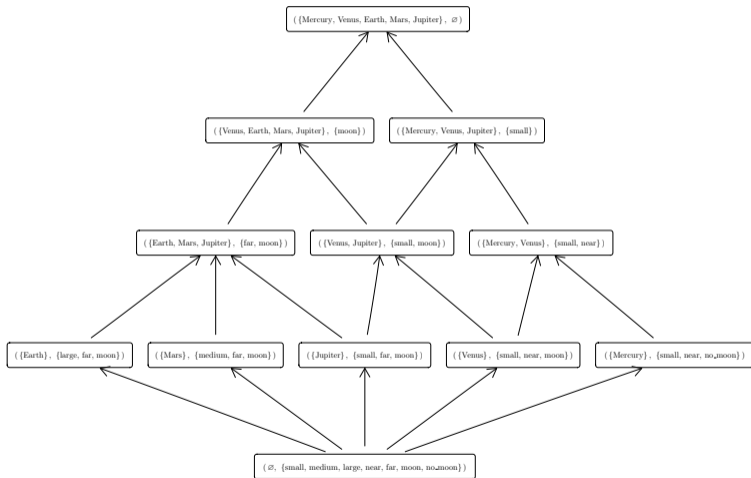 ({Mercury, Venus, Earth, Mars, Jupiter}, ∅)
({Venus, Earth, Mars, Jupiter}, {moon})
({Mercury, Venus, Jupiter}, {small})
({Earth, Mars, Jupiter}, {far, moon})
({Venus, Jupiter}, {small, moon})
({Mercury, Venus}, {small, near})
({Earth}, {large, far, moon})
({Mars}, {medium, far, moon})
({Jupiter}, {small, far, moon})
({Venus}, {small, near, moon})
({Mercury}, {small, near, no_moon})
(∅, {small, medium, large, near, far, moon, no_moon})